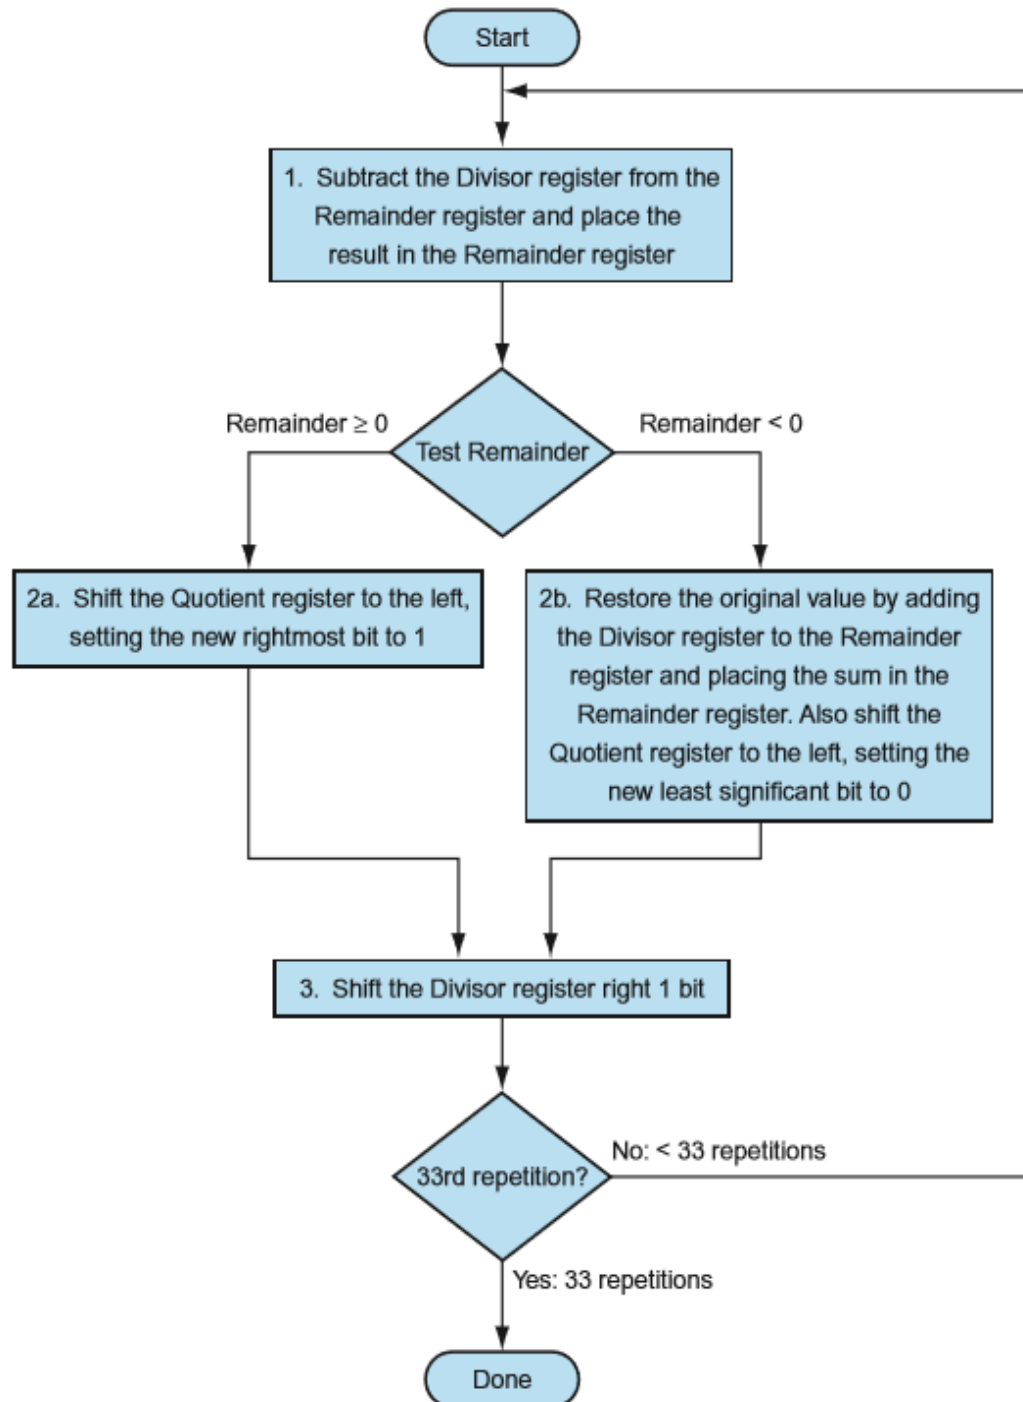 Start
1. Subtract the Divisor register from the
Remainder register and place the
result in the Remainder register
Remainder ≥ 0
Remainder < 0
Test Remainder
2a. Shift the Quotient register to the left,
setting the new rightmost bit to 1
2b. Restore the original value by adding
the Divisor register to the Remainder
register and placing the sum in the
Remainder register. Also shift the
Quotient register to the left, setting the
new least significant bit to 0
3. Shift the Divisor register right 1 bit
No: < 33 repetitions
33rd repetition?
Yes: 33 repetitions
Done